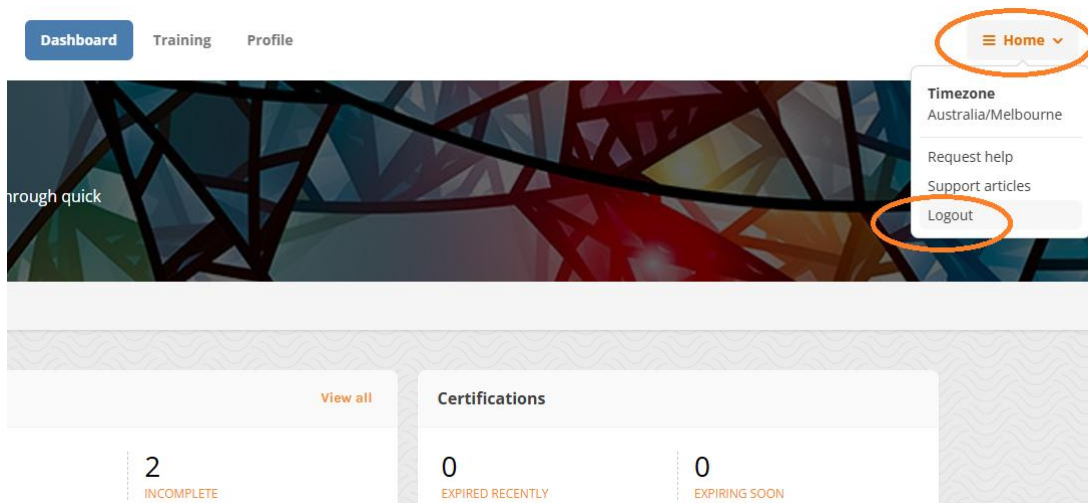 Dashboard Training Profile
Home
Timezone
Australia/Melbourne
Request help
Support articles
Logout
hrough quick
View all
Certifications
2
INCOMPLETE
0
EXPIRED RECENTLY
0
EXPIRING SOON